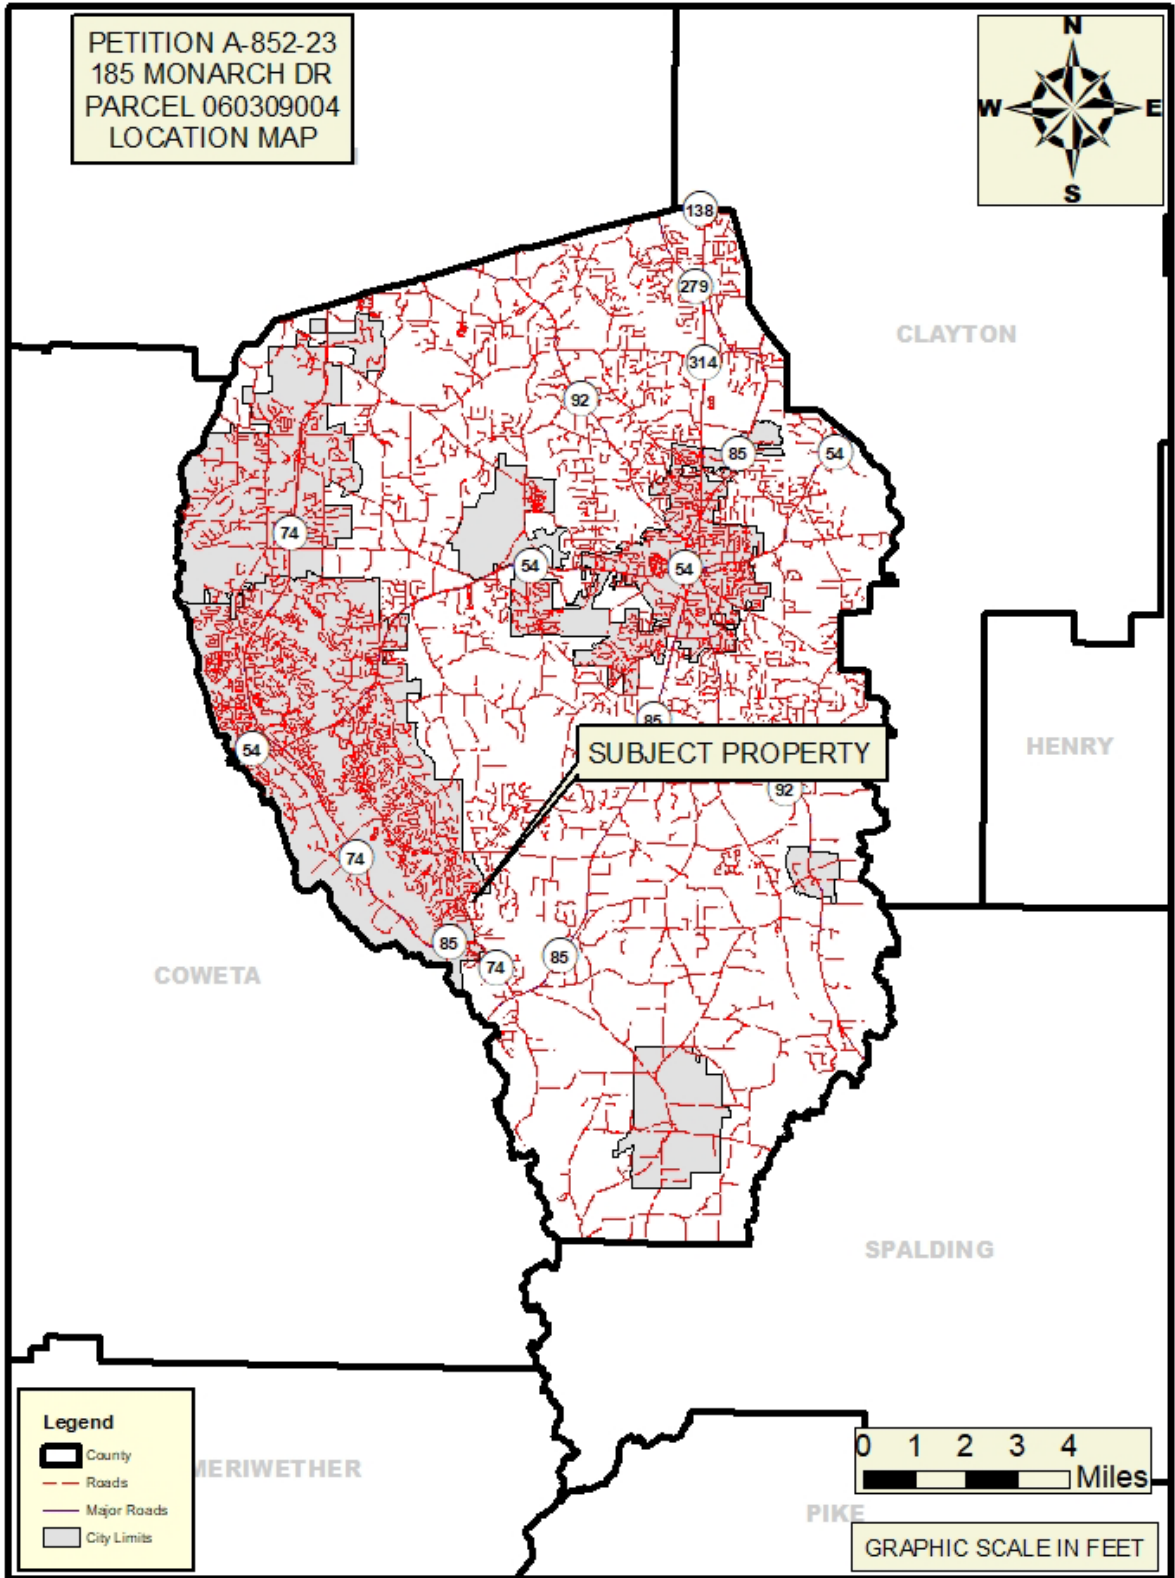 PETITION A-852-23
185 MONARCH DR
PARCEL 060309004
LOCATION MAP
N
W
E
S
138
279
CLAYTON
314
92
85
54
74
54
54
85
HENRY
SUBJECT PROPERTY
54
92
74
85
85
74
COWETA
SPALDING
Legend
County
Roads
Major Roads
City Limits
MERIWETHER
0 1 2 3 4
Miles
PIKE
GRAPHIC SCALE IN FEET